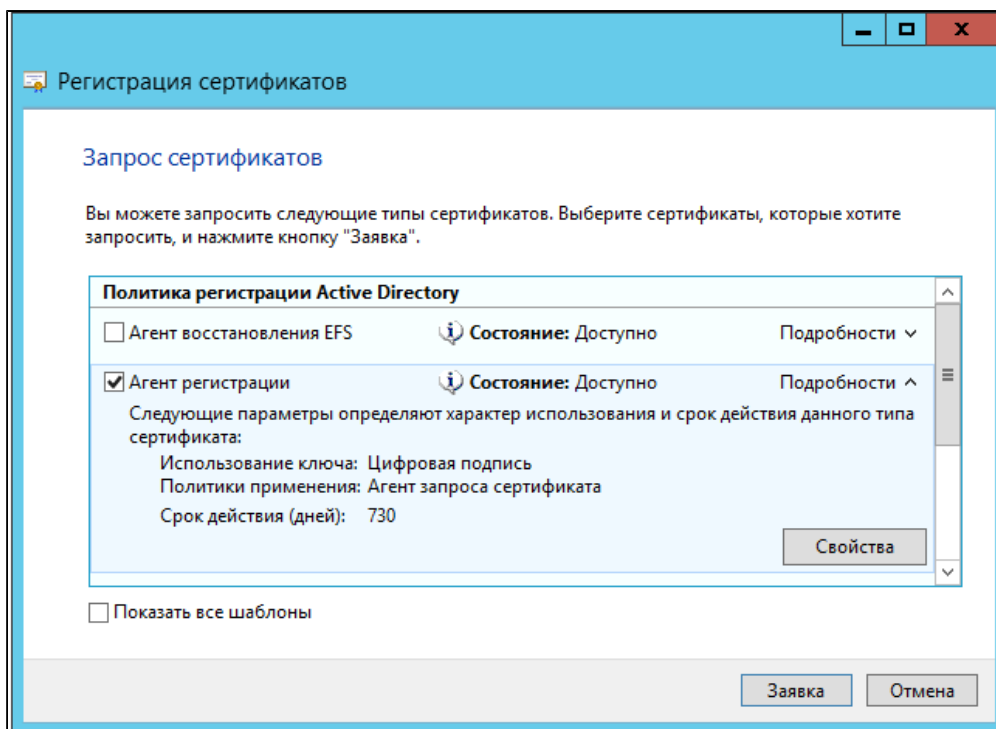 Регистрация сертификатов
Запрос сертификатов
Вы можете запросить следующие типы сертификатов. Выберите сертификаты, которые хотите
запросить, и нажмите кнопку "Заявка".
Политика регистрации Active Directory
Агент восстановления EFS Состояние: Доступно Подробности
Агент регистрации Состояние: Доступно Подробности
Следующие параметры определяют характер использования и срок действия данного типа
сертификата:
Использование ключа: Цифровая подпись
Политики применения: Агент запроса сертификата
Срок действия (дней): 730
Свойства
Показать все шаблоны
Заявка Отмена